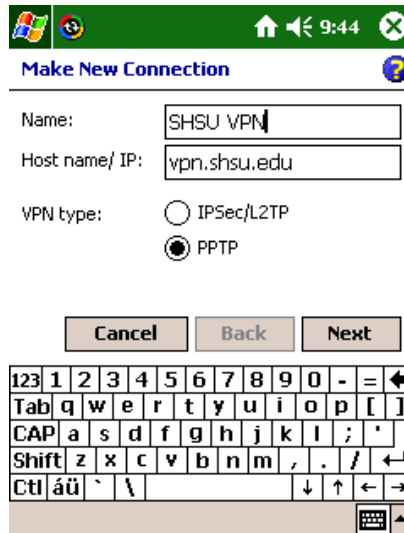 9:44
Make New Connection
Name: SHSU VPN
Host name/ IP: vpn.shsu.edu
VPN type: IPSec/L2TP
PPTP
Cancel Back Next
123 1 2 3 4 5 6 7 8 9 0 - =
Tab q w e r t y u i o p [ ]
CAP a s d f g h j k l ; '
Shift z x c v b n m , . /
Ctl áü ` \